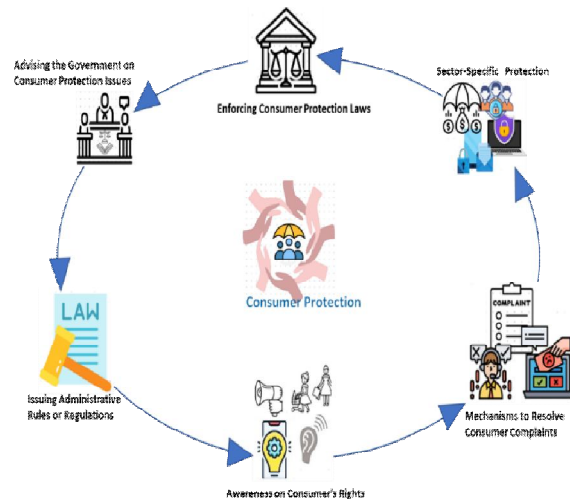 Advising the Government on
Consumer Protection Issues
Enforcing Consumer Protection Laws
Sector-Specific Protection
Consumer Protection
LAW
Issuing Administrative
Rules or Regulations
COMPLAINT
Mechanisms to Resolve
Consumer Complaints
Awareness on Consumer's Rights